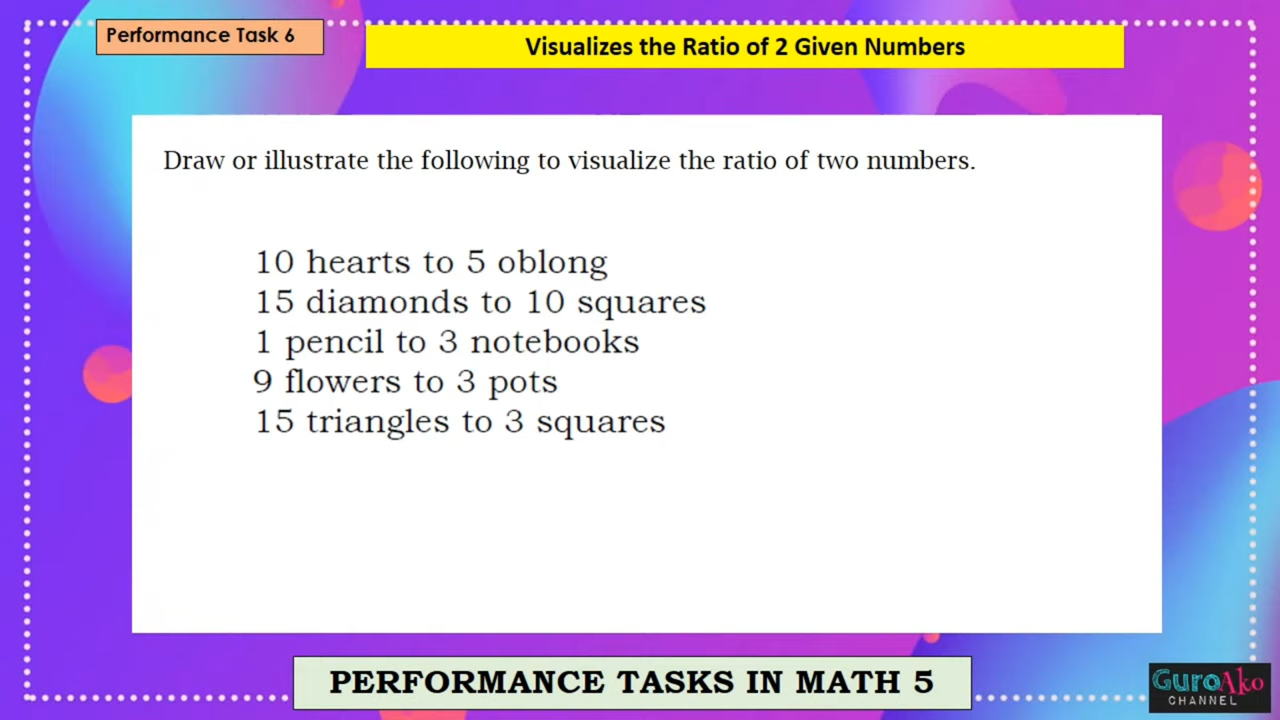 Performance Task 6
Visualizes the Ratio of 2 Given Numbers
Draw or illustrate the following to visualize the ratio of two numbers.
10 hearts to 5 oblong
15 diamonds to 10 squares
1 pencil to 3 notebooks
9 flowers to 3 pots
15 triangles to 3 squares
PERFORMANCE TASKS IN MATH 5
GuroAko
CHANNEL